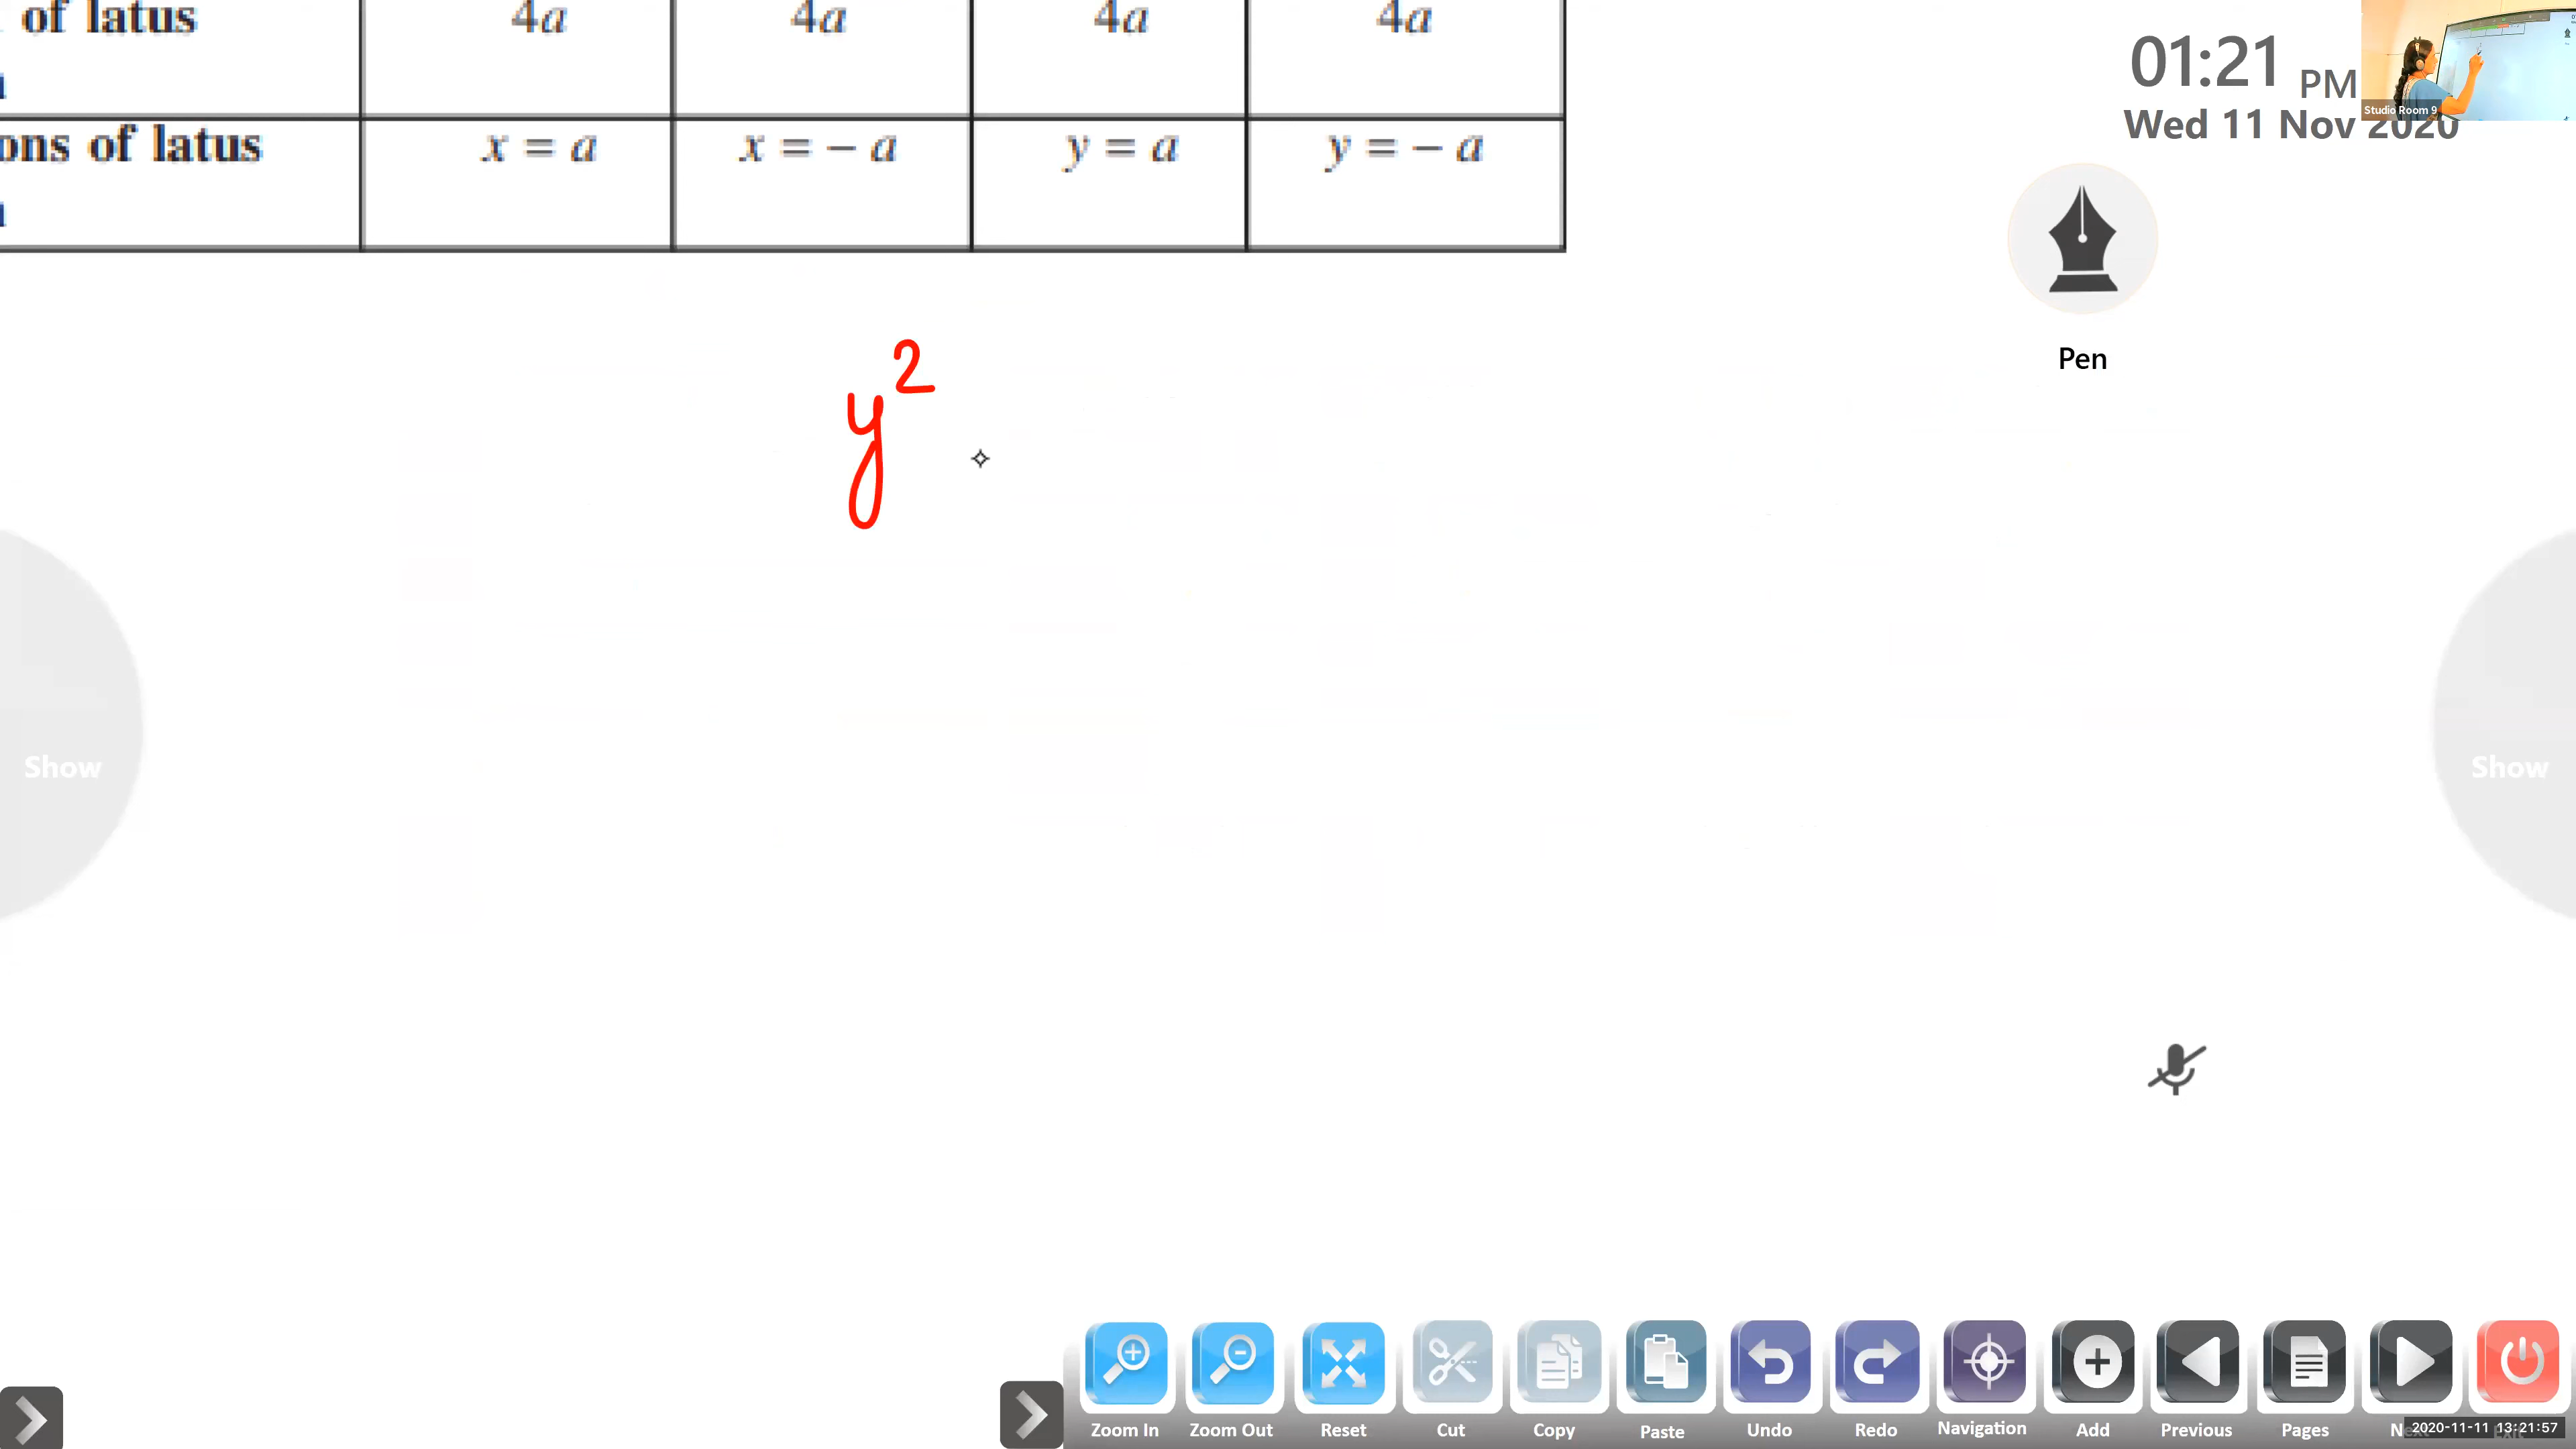 of latus 4a 4a 4a 4a
of latus x = a x = – a y = a y = – a
01:21 PM
Wed 11 Nov 2020
Studio Room 9
Pen
y²
Show
Show
Zoom In Zoom Out Reset Cut Copy Paste Undo Redo Navigation Add Previous Pages
2020-11-11 13:21:57